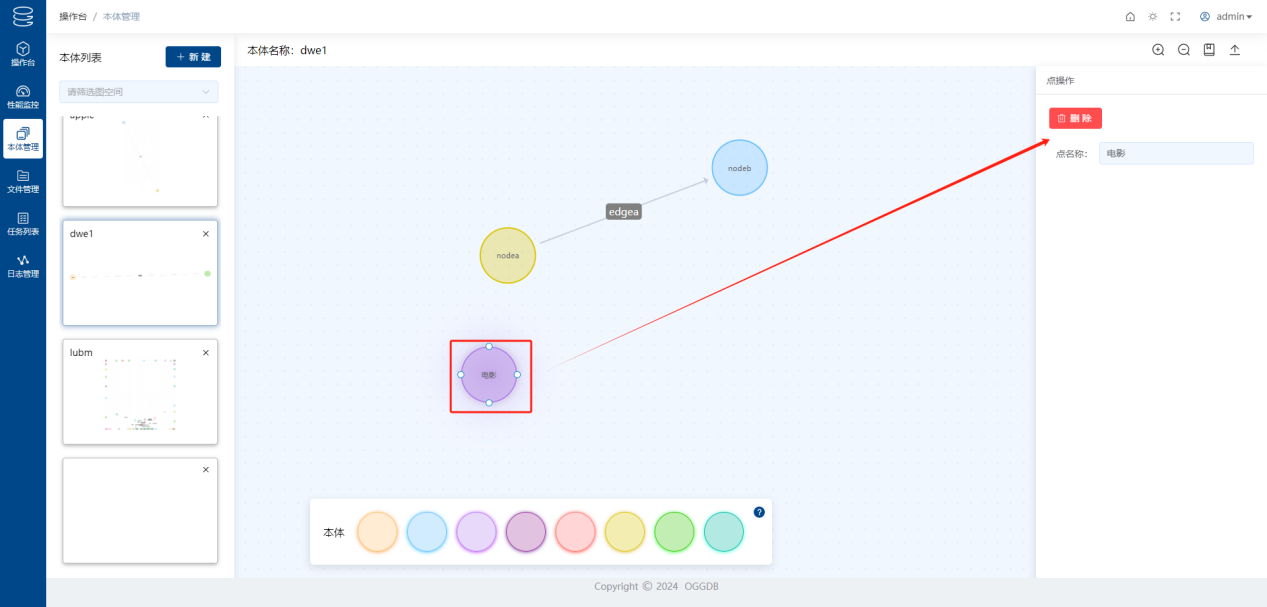 操作台 / 本体管理
admin
操作台
性能监控
本体管理
文件管理
任务列表
日志管理
本体列表
+ 新 建
请筛选图空间
apple
dwe1
lubm
本体名称：dwe1
nodeb
edgea
nodea
电影
本体
?
点操作
删 除
点名称：
电影
Copyright © 2024 OGGDB